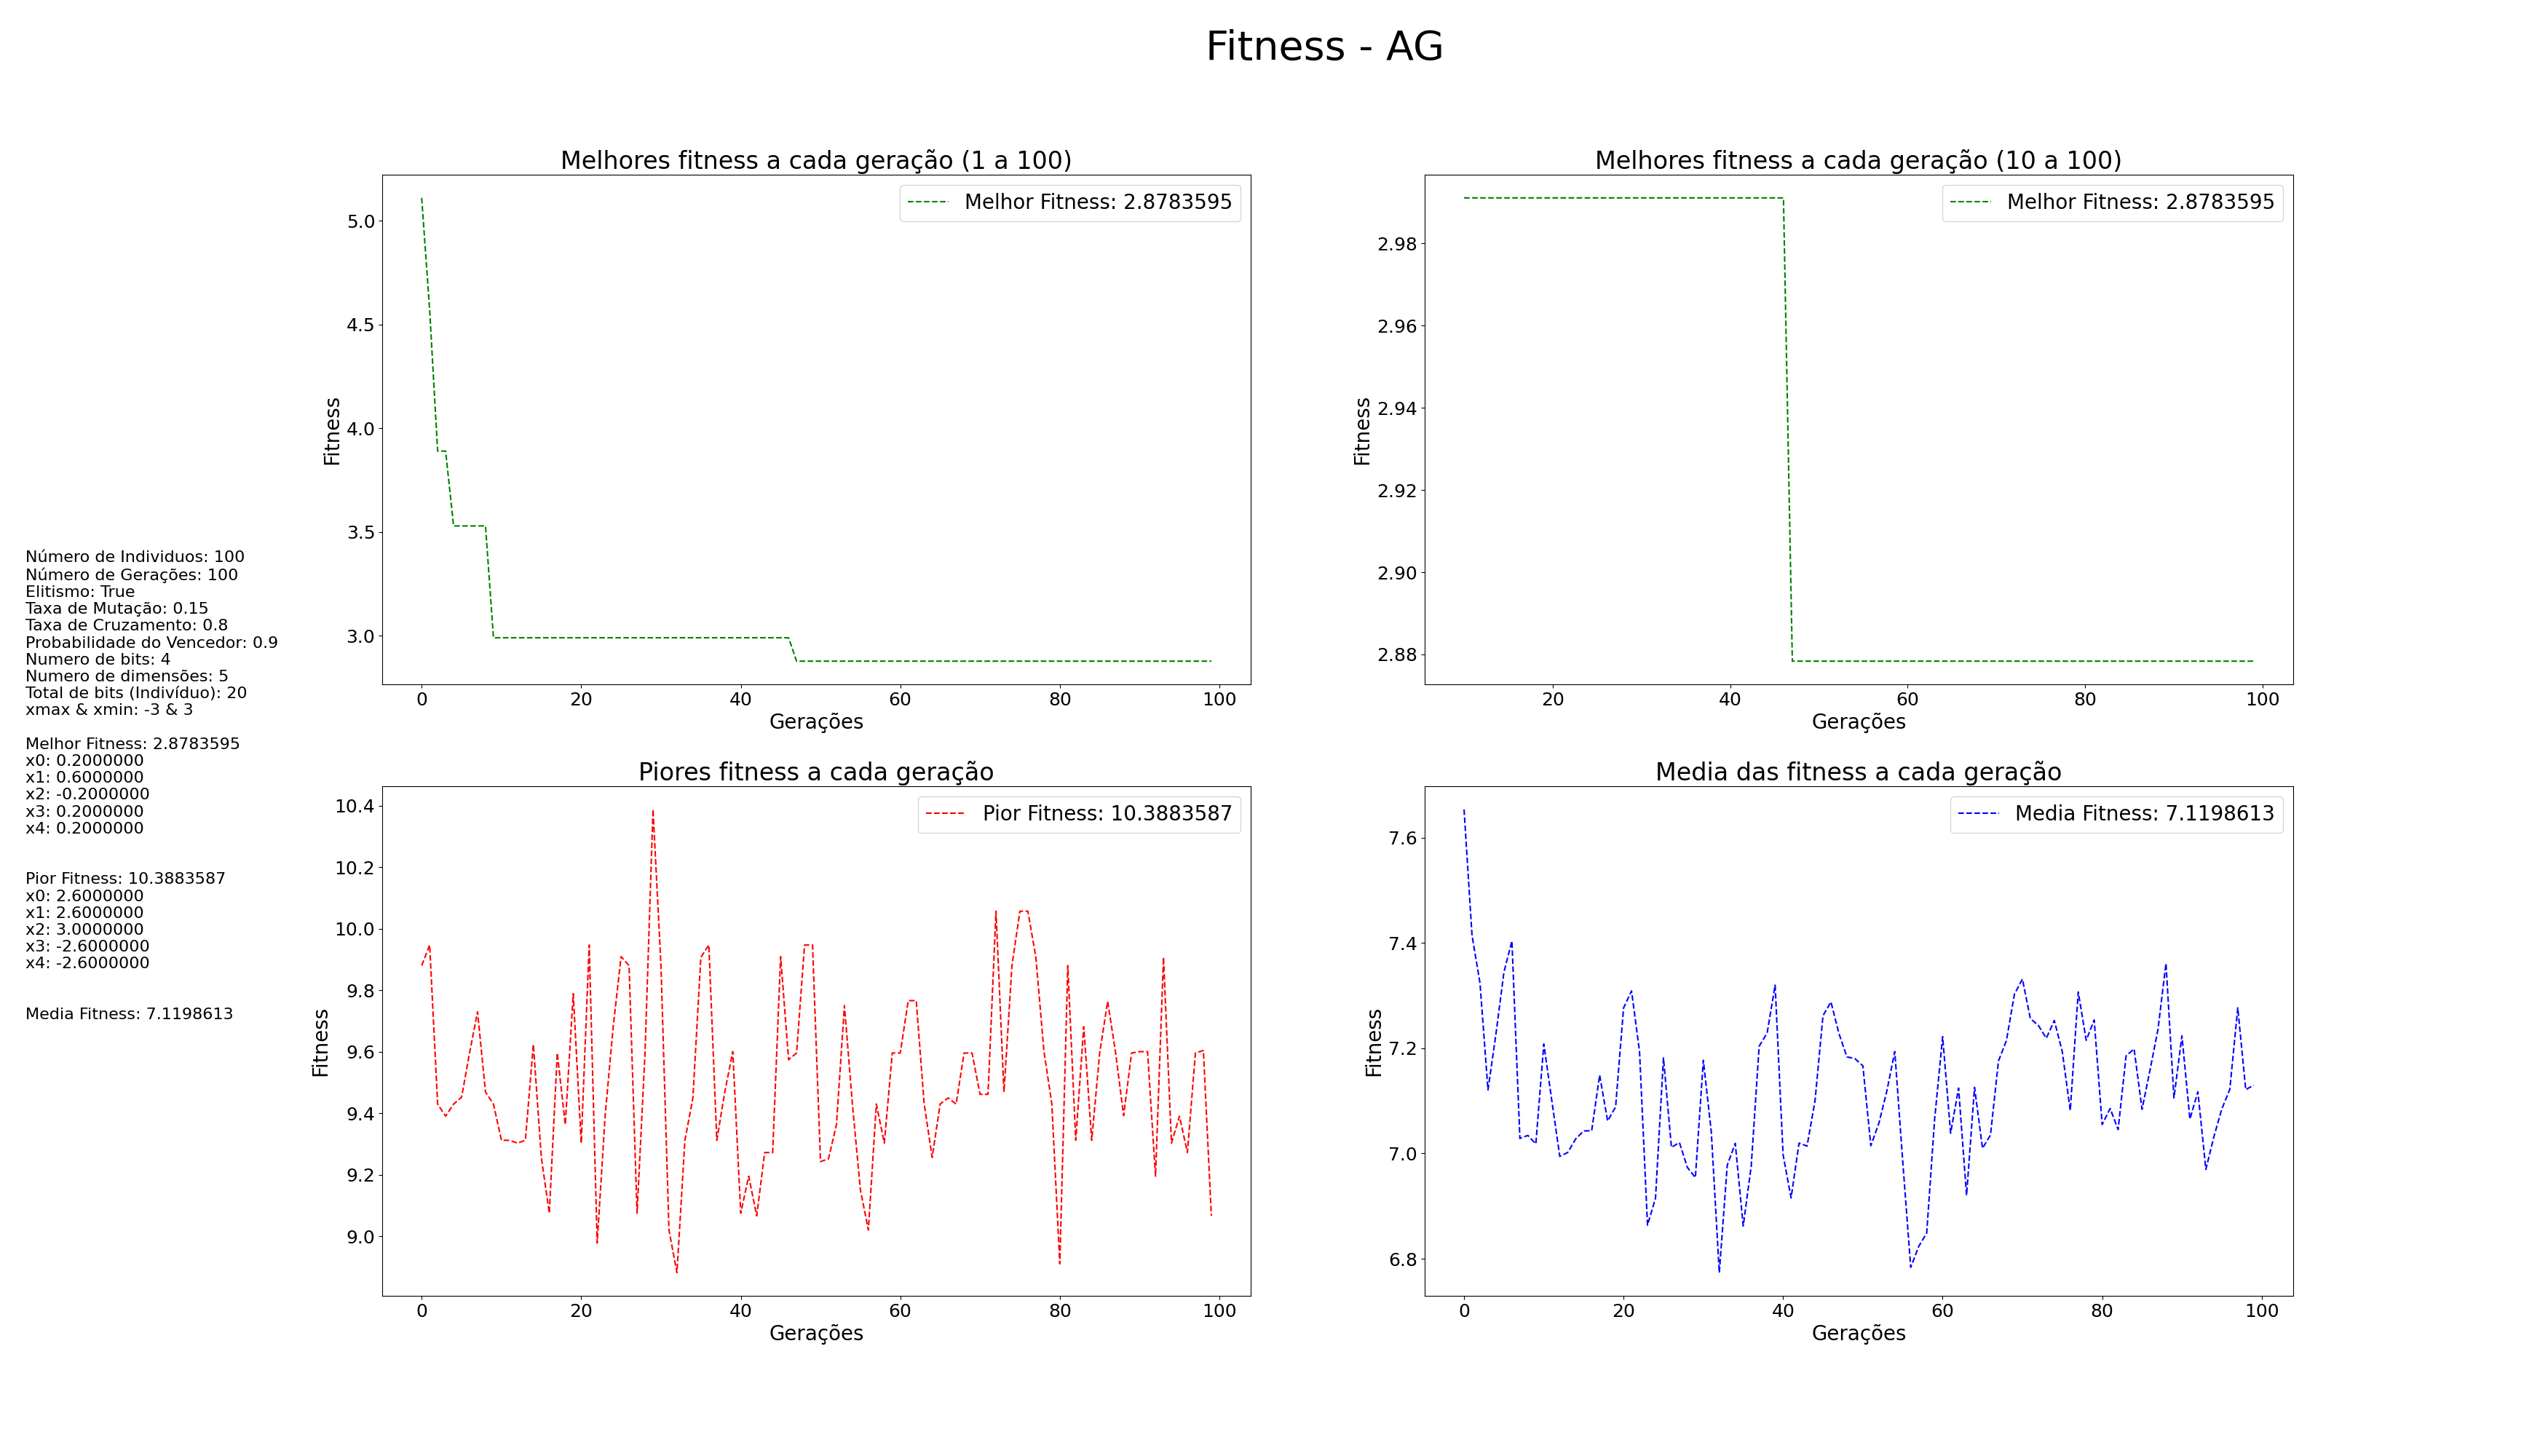 Fitness - AG
Melhores fitness a cada geração (1 a 100)
Melhor Fitness: 2.8783595
5.0
4.5
4.0
3.5
3.0
Fitness
0 20 40 60 80 100
Gerações
Melhores fitness a cada geração (10 a 100)
Melhor Fitness: 2.8783595
2.98
2.96
2.94
2.92
2.90
2.88
Fitness
20 40 60 80 100
Gerações
Número de Individuos: 100
Número de Gerações: 100
Elitismo: True
Taxa de Mutação: 0.15
Taxa de Cruzamento: 0.8
Probabilidade do Vencedor: 0.9
Numero de bits: 4
Numero de dimensões: 5
Total de bits (Indivíduo): 20
xmax & xmin: -3 & 3
Melhor Fitness: 2.8783595
x0: 0.2000000
x1: 0.6000000
x2: -0.2000000
x3: 0.2000000
x4: 0.2000000
Pior Fitness: 10.3883587
x0: 2.6000000
x1: 2.6000000
x2: 3.0000000
x3: -2.6000000
x4: -2.6000000
Media Fitness: 7.1198613
Piores fitness a cada geração
Pior Fitness: 10.3883587
10.4
10.2
10.0
9.8
9.6
9.4
9.2
9.0
Fitness
0 20 40 60 80 100
Gerações
Media das fitness a cada geração
Media Fitness: 7.1198613
7.6
7.4
7.2
7.0
6.8
Fitness
0 20 40 60 80 100
Gerações